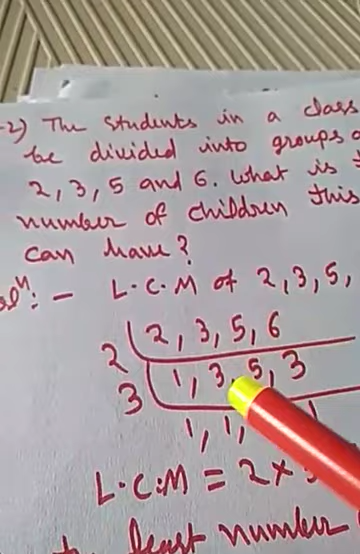 -2) The students in a class
be divided into groups
2, 3, 5 and 6. What is
number of children this
can have?
solⁿ: - L.C.M of 2, 3, 5,
2 | 2, 3, 5, 6
3 | 1, 3, 5, 3
1, 1,
L.C.M = 2 ×
least number